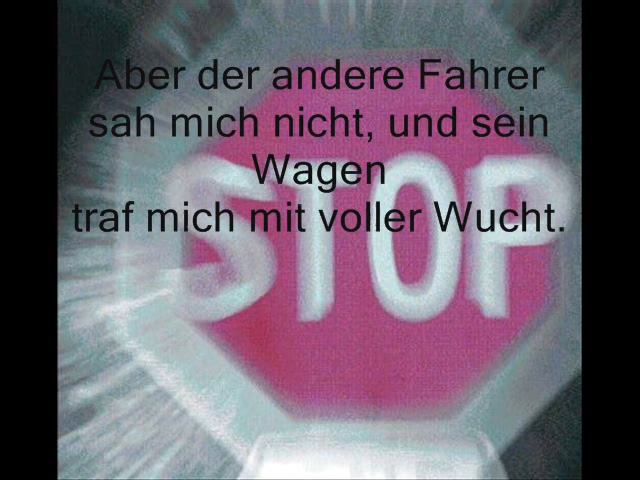 Aber der andere Fahrer
sah mich nicht, und sein
Wagen
traf mich mit voller Wucht.
STOP